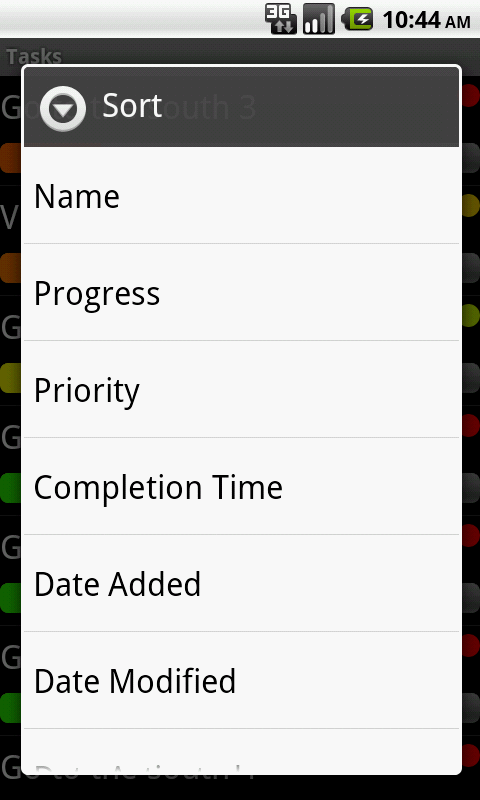 3G 10:44 AM
Tasks
Sort
Name
Progress
Priority
Completion Time
Date Added
Date Modified